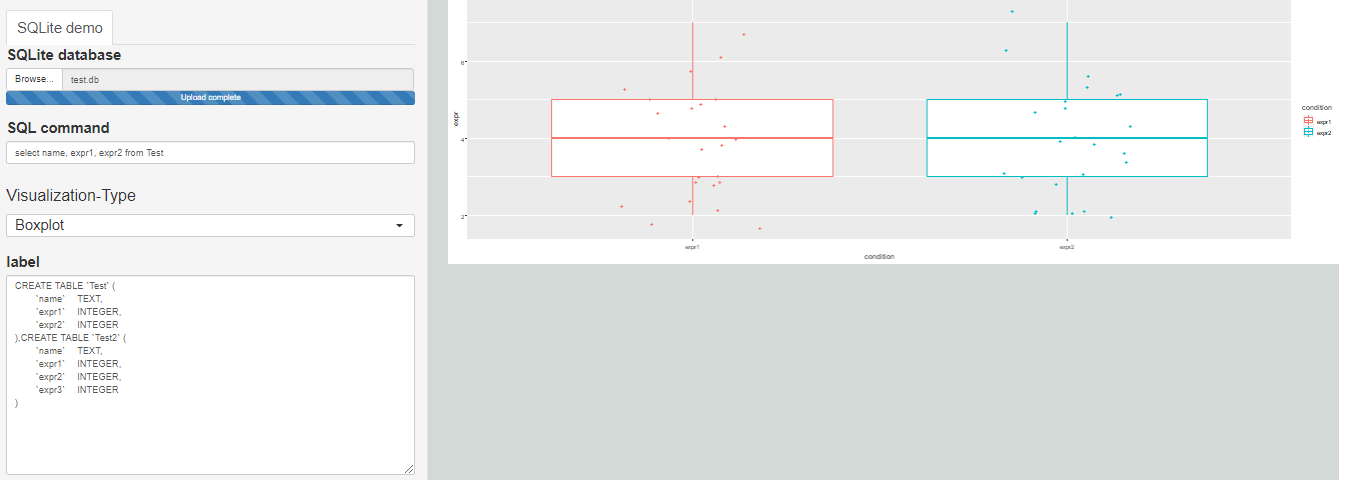 SQLite demo
SQLite database
Browse...
test.db
Upload complete
SQL command
select name, expr1, expr2 from Test
Visualization-Type
Boxplot
label
CREATE TABLE `Test` (
`name` TEXT,
`expr1` INTEGER,
`expr2` INTEGER
),CREATE TABLE `Test2` (
`name` TEXT,
`expr1` INTEGER,
`expr2` INTEGER,
`expr3` INTEGER
)
expr
6
4
2
expr1
expr2
condition
condition
expr1
expr2